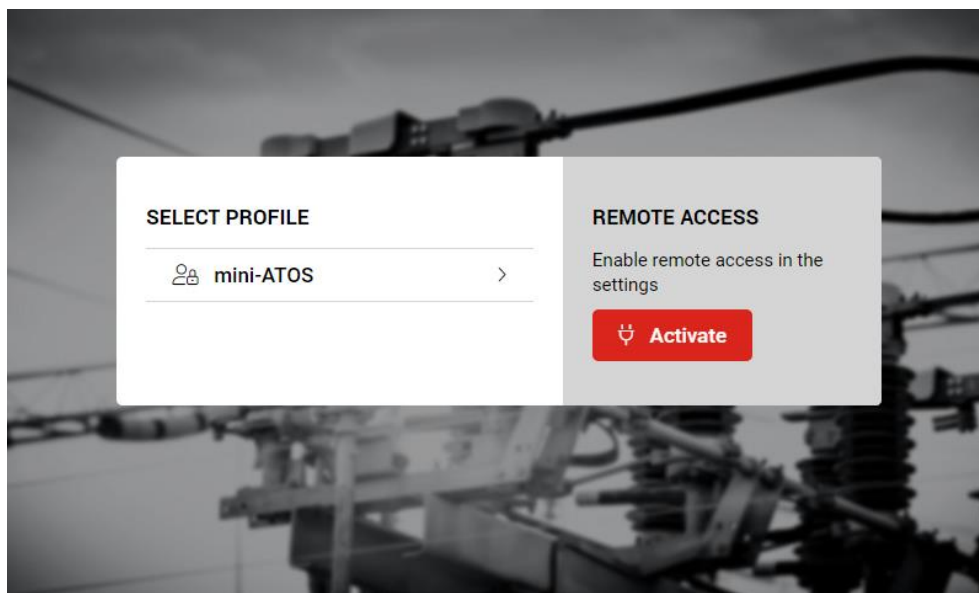 SELECT PROFILE
mini-ATOS
REMOTE ACCESS
Enable remote access in the
settings
Activate